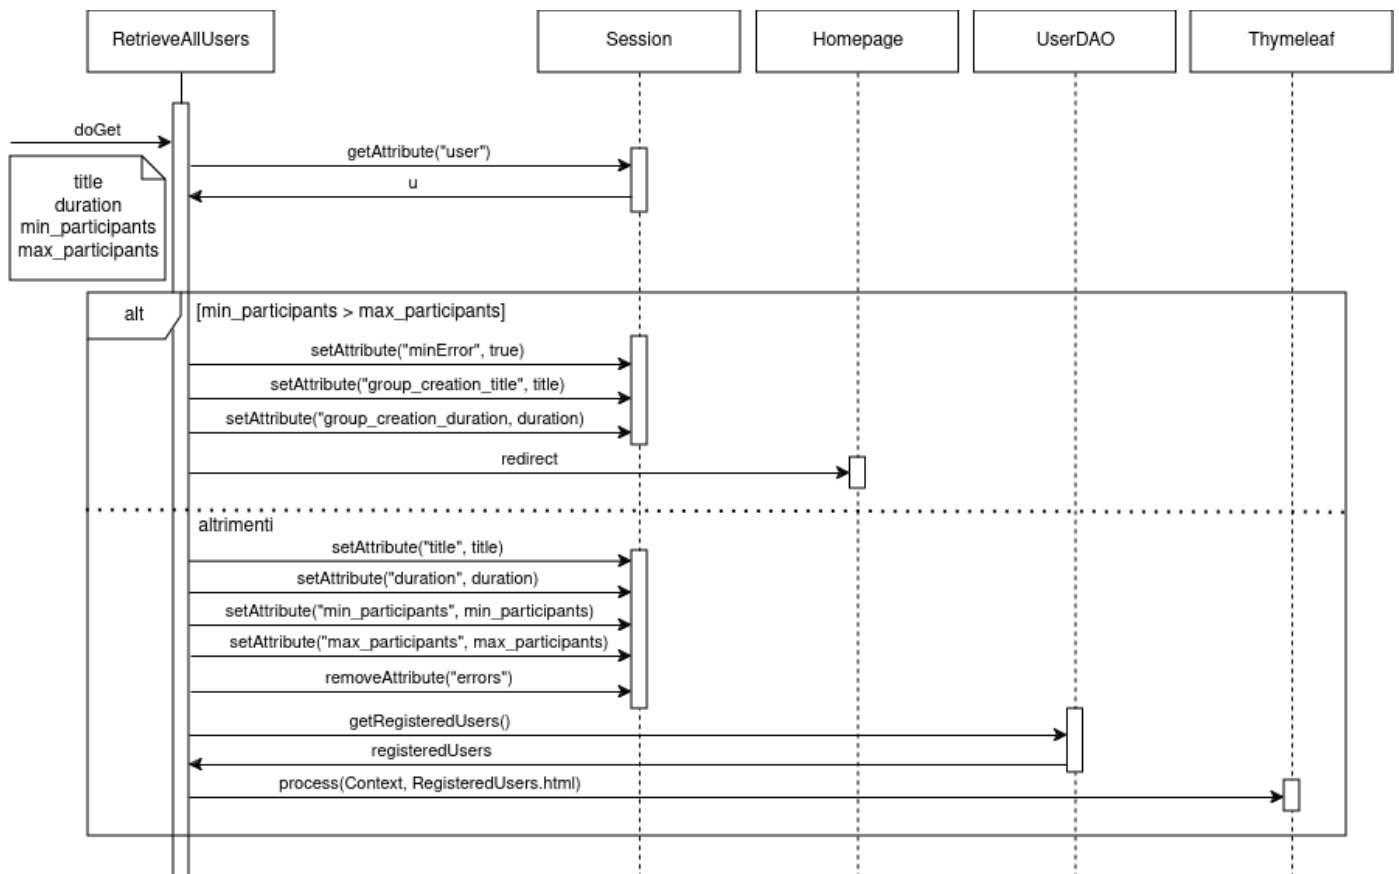 RetrieveAllUsers
Session
Homepage
UserDAO
Thymeleaf
doGet
title
duration
min_participants
max_participants
getAttribute("user")
u
alt
[min_participants > max_participants]
setAttribute("minError", true)
setAttribute("group_creation_title", title)
setAttribute("group_creation_duration, duration)
redirect
altrimenti
setAttribute("title", title)
setAttribute("duration", duration)
setAttribute("min_participants", min_participants)
setAttribute("max_participants", max_participants)
removeAttribute("errors")
getRegisteredUsers()
registeredUsers
process(Context, RegisteredUsers.html)